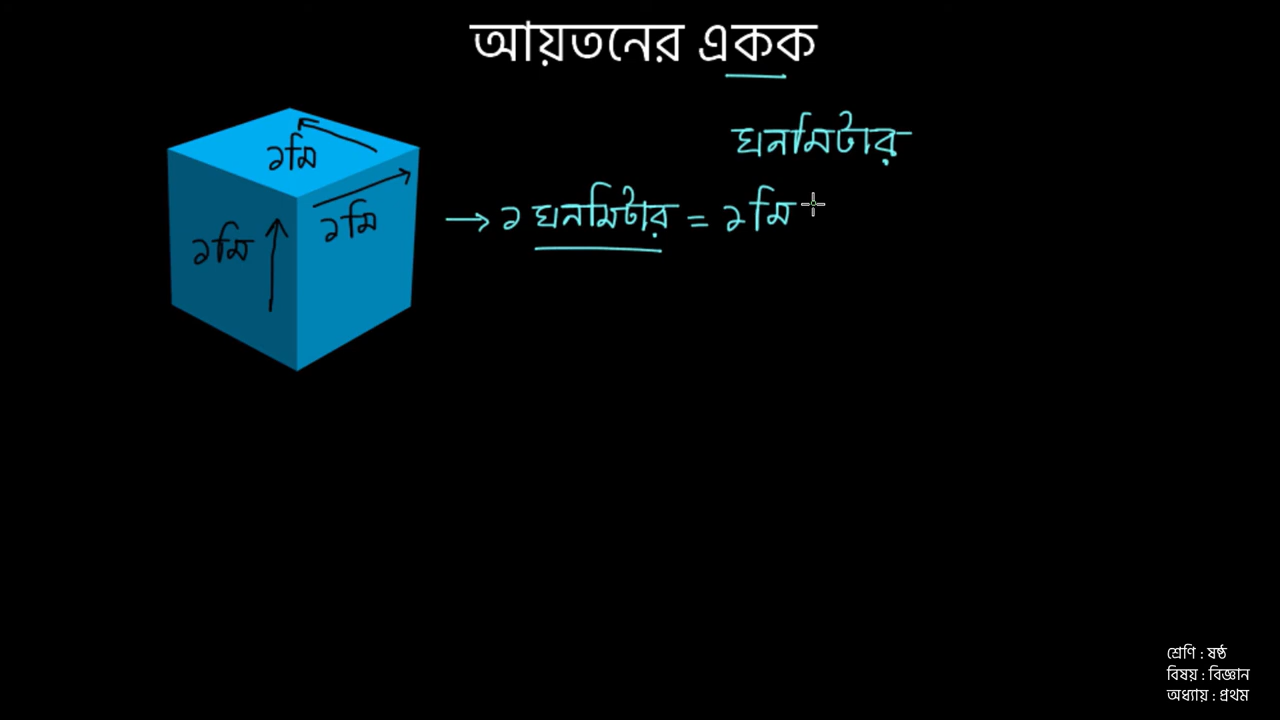 আয়তনের একক
ঘনমিটার
১মি
১মি
১মি
→ ১ ঘনমিটার = ১মি
শ্রেণি : ষষ্ঠ
বিষয় : বিজ্ঞান
অধ্যায় : প্রথম